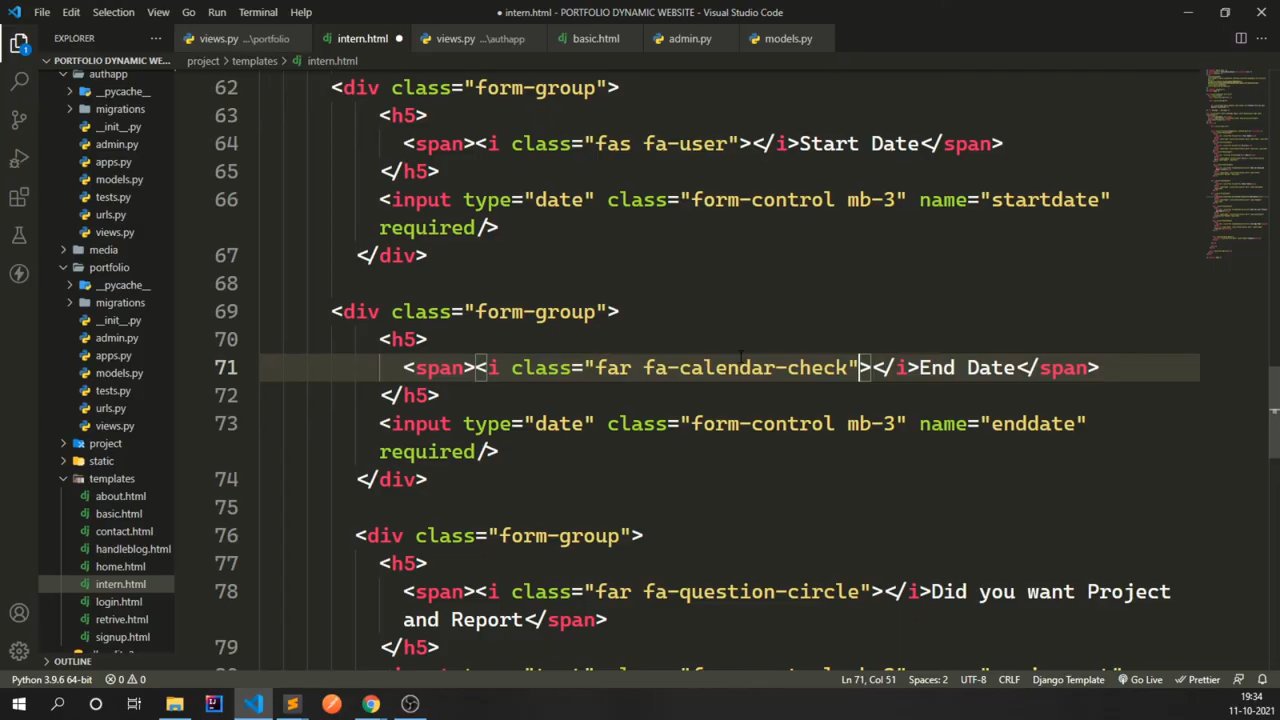 File Edit Selection View Go Run Terminal Help
● intern.html - PORTFOLIO DYNAMIC WEBSITE - Visual Studio Code
EXPLORER
views.py ...\portfolio
intern.html
views.py ...\authapp
basic.html
admin.py
models.py
PORTFOLIO DYNAMIC WEBSITE
project > templates > intern.html
authapp
__pycache__
migrations
__init__.py
admin.py
apps.py
models.py
tests.py
urls.py
views.py
media
portfolio
__pycache__
migrations
__init__.py
admin.py
apps.py
models.py
tests.py
urls.py
views.py
project
static
templates
about.html
basic.html
contact.html
handleblog.html
home.html
intern.html
login.html
retrive.html
signup.html
OUTLINE
62 <div class="form-group">
63 <h5>
64 <span><i class="fas fa-user"></i>Start Date</span>
65 </h5>
66 <input type="date" class="form-control mb-3" name="startdate"
required/>
67 </div>
68
69 <div class="form-group">
70 <h5>
71 <span><i class="far fa-calendar-check"></i>End Date</span>
72 </h5>
73 <input type="date" class="form-control mb-3" name="enddate"
required/>
74 </div>
75
76 <div class="form-group">
77 <h5>
78 <span><i class="far fa-question-circle"></i>Did you want Project
and Report</span>
79 </h5>
Python 3.9.6 64-bit 0 0 Ln 71, Col 51 Spaces: 2 UTF-8 CRLF Django Template Go Live Prettier
19:34
11-10-2021